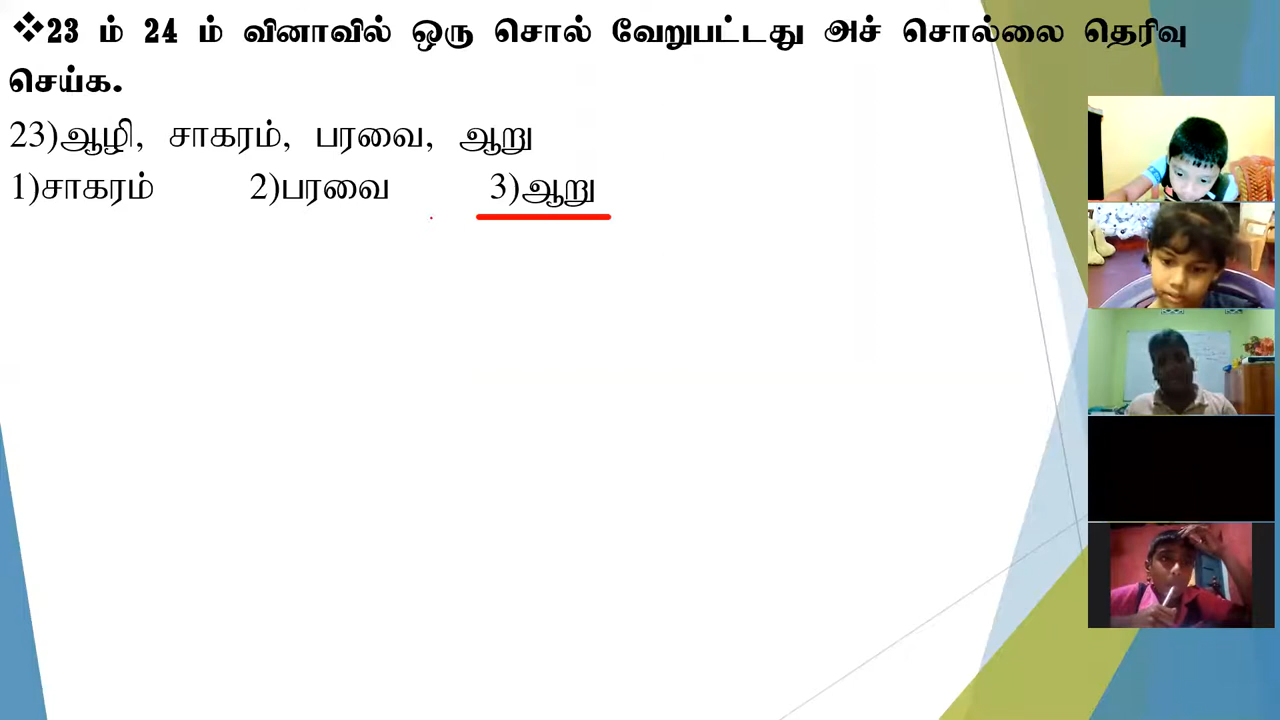 ❖23 ம் 24 ம் வினாவில் ஒரு சொல் வேறுபட்டது அச் சொல்லை தெரிவு
செய்க.
23)ஆழி, சாகரம், பரவை, ஆறு
1)சாகரம் 2)பரவை 3)ஆறு